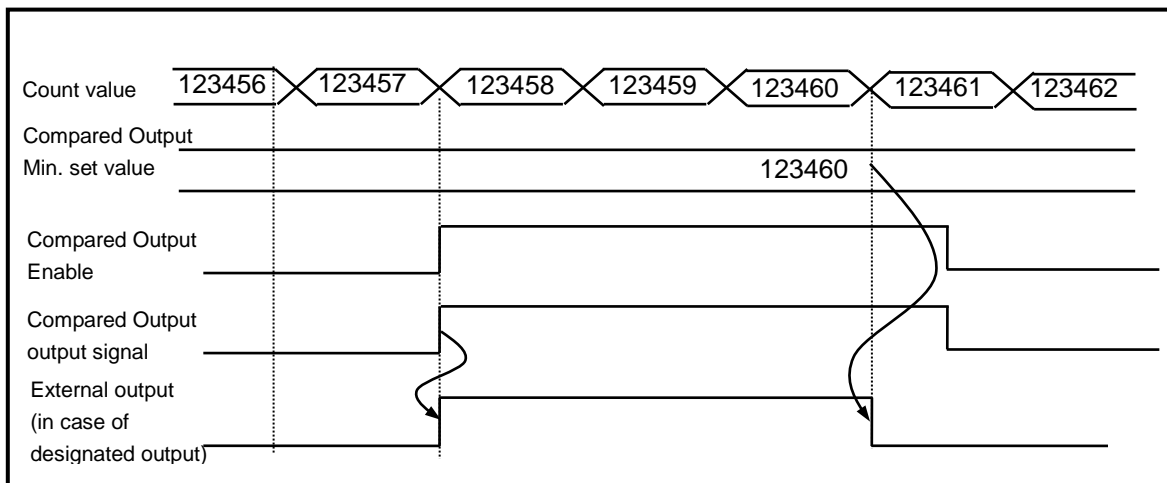 Count value 123456 123457 123458 123459 123460 123461 123462
Compared Output
Min. set value 123460
Compared Output
Enable
Compared Output
output signal
External output
(in case of
designated output)